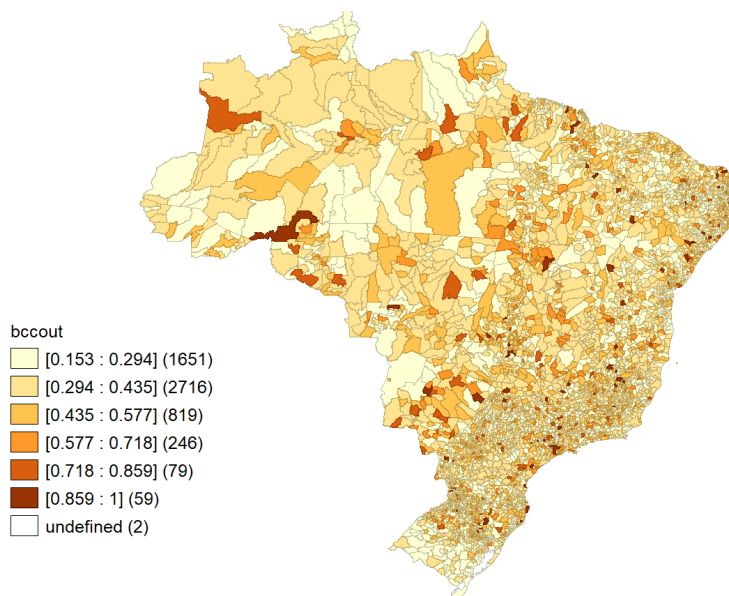 bccout
[0.153 : 0.294] (1651)
[0.294 : 0.435] (2716)
[0.435 : 0.577] (819)
[0.577 : 0.718] (246)
[0.718 : 0.859] (79)
[0.859 : 1] (59)
undefined (2)